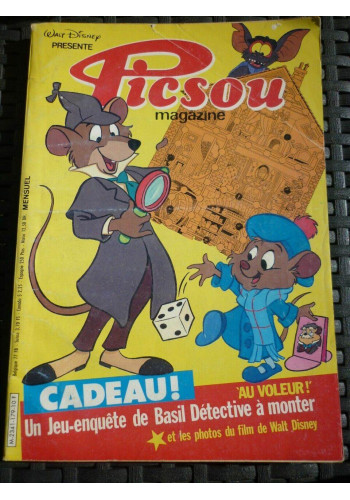 WALT DISNEY
PRESENTE
Picsou
magazine
MENSUEL
CADEAU!
'AU VOLEUR!'
Un Jeu-enquête de Basil Détective à monter
et les photos du film de Walt Disney